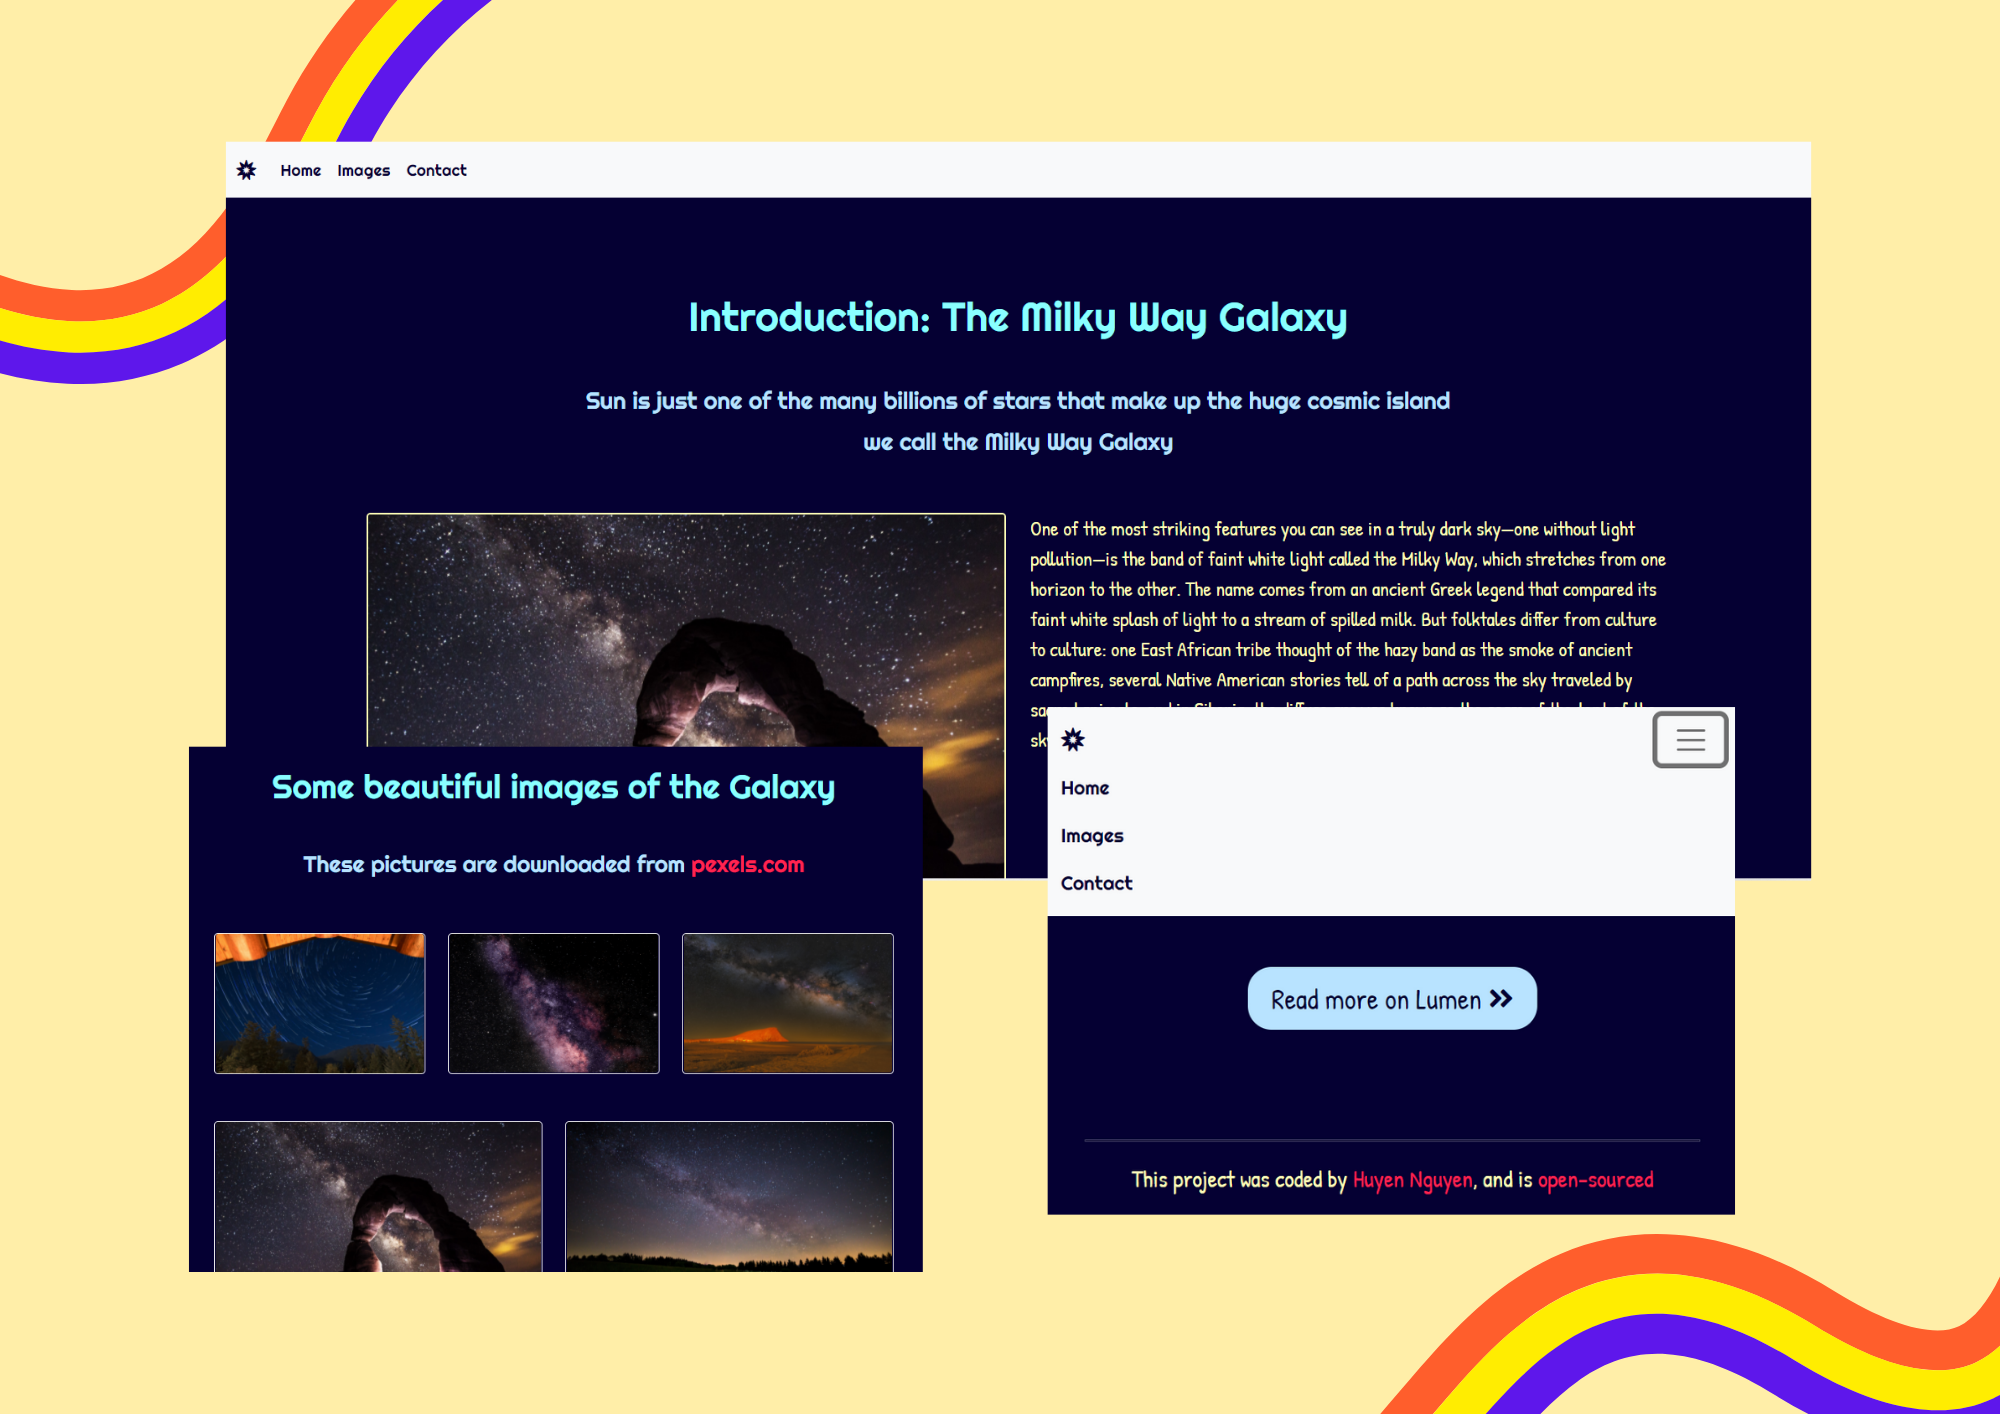 Home Images Contact
Introduction: The Milky Way Galaxy
Sun is just one of the many billions of stars that make up the huge cosmic island
we call the Milky Way Galaxy
One of the most striking features you can see in a truly dark sky—one without light
pollution—is the band of faint white light called the Milky Way, which stretches from one
horizon to the other. The name comes from an ancient Greek legend that compared its
faint white splash of light to a stream of spilled milk. But folktales differ from culture
to culture: one East African tribe thought of the hazy band as the smoke of ancient
campfires, several Native American stories tell of a path across the sky traveled by
Some beautiful images of the Galaxy
These pictures are downloaded from pexels.com
Home
Images
Contact
Read more on Lumen
This project was coded by Huyen Nguyen, and is open-sourced